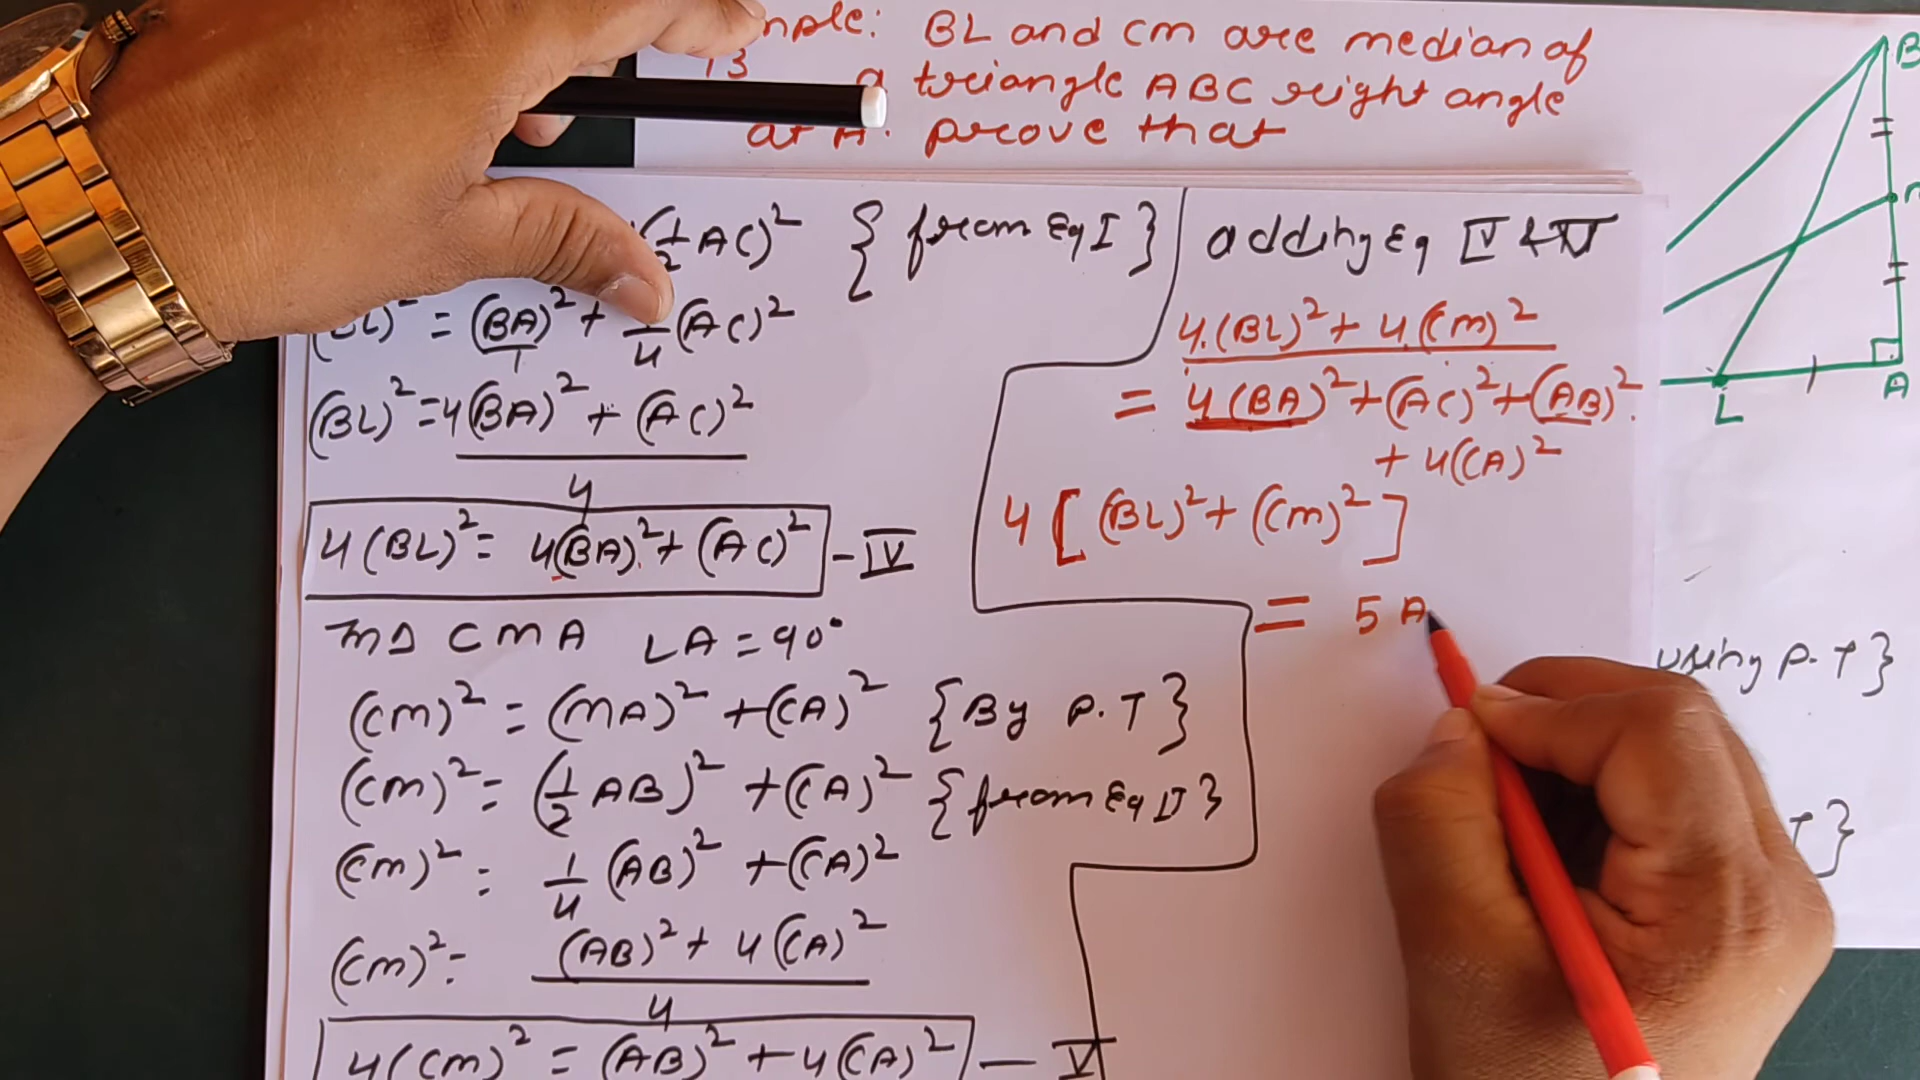 BL and CM are median of
13 a triangle ABC right angle
at A. prove that
B
L
A
(½AC)² { from Eq I }
(BL)² = (BA)²/1 + 1/4 (AC)²
(BL)² = 4(BA)² + (AC)²
4
4(BL)² = 4(BA)² + (AC)² - IV
In Δ CMA ∠A = 90°
(CM)² = (MA)² + (CA)² { By P.T }
(CM)² = (½ AB)² + (CA)² { from Eq II }
(CM)² = 1/4 (AB)² + (CA)²
(CM)² = (AB)² + 4(CA)²
4
4(CM)² = (AB)² + 4(CA)² - V
adding Eq IV & V
4.(BL)² + 4.(CM)²
= 4(BA)² + (AC)² + (AB)².
+ 4(CA)²
4 [ (BL)² + (CM)² ]
= 5 A
using P.T }
T }